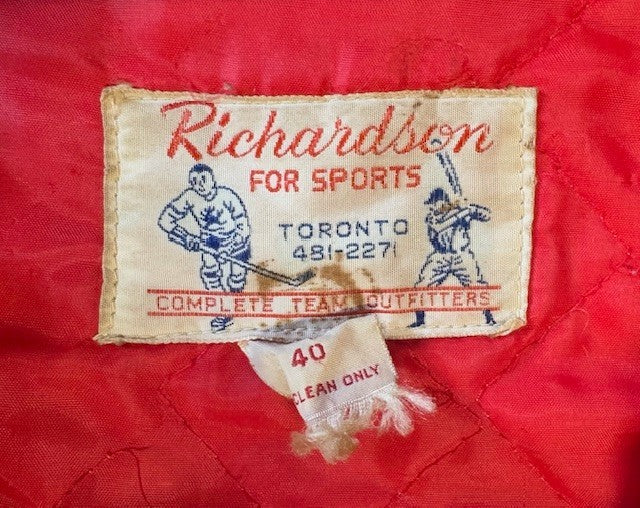 Richardson
FOR SPORTS
TORONTO
481-2271
COMPLETE TEAM OUTFITTERS
40
CLEAN ONLY